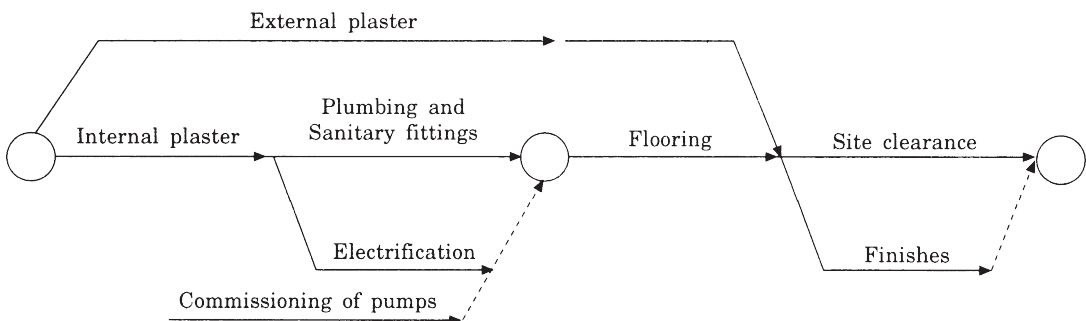 External plaster
Internal plaster
Plumbing and
Sanitary fittings
Flooring
Site clearance
Electrification
Finishes
Commissioning of pumps